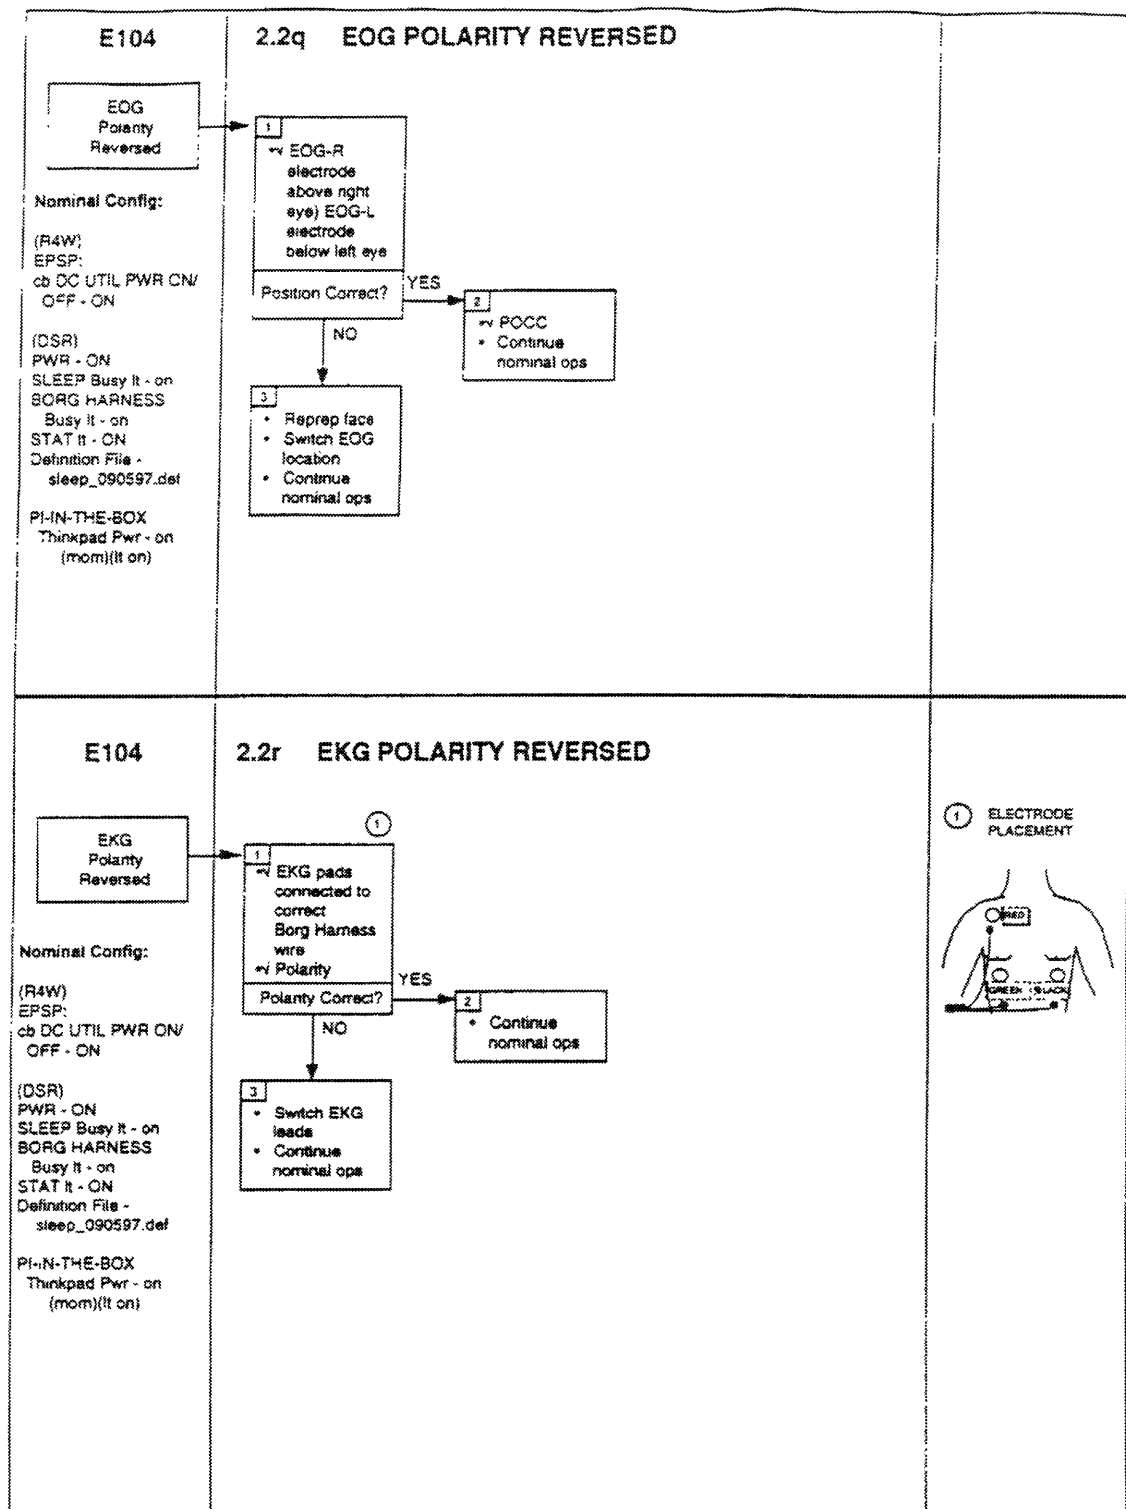 E104
2.2q EOG POLARITY REVERSED
EOG
Polarity
Reversed
Nominal Config:
(R4W)
EPSP:
cb DC UTIL PWR ON/
OFF - ON
(DSR)
PWR - ON
SLEEP Busy lt - on
BORG HARNESS
Busy lt - on
STAT lt - ON
Definition File -
sleep_090597.def
PI-IN-THE-BOX
Thinkpad Pwr - on
(mom)(lt on)
1
√ EOG-R
electrode
above right
eye) EOG-L
electrode
below left eye
Position Correct?
YES
NO
2
√ POCC
• Continue
nominal ops
3
• Reprep face
• Switch EOG
location
• Continue
nominal ops
E104
2.2r EKG POLARITY REVERSED
EKG
Polarity
Reversed
Nominal Config:
(R4W)
EPSP:
cb DC UTIL PWR ON/
OFF - ON
(DSR)
PWR - ON
SLEEP Busy lt - on
BORG HARNESS
Busy lt - on
STAT lt - ON
Definition File -
sleep_090597.def
PI-IN-THE-BOX
Thinkpad Pwr - on
(mom)(lt on)
1
1
√ EKG pads
connected to
correct
Borg Harness
wire
√ Polarity
Polarity Correct?
YES
NO
2
• Continue
nominal ops
3
• Switch EKG
leads
• Continue
nominal ops
1 ELECTRODE
PLACEMENT
RED
GREEN BLACK